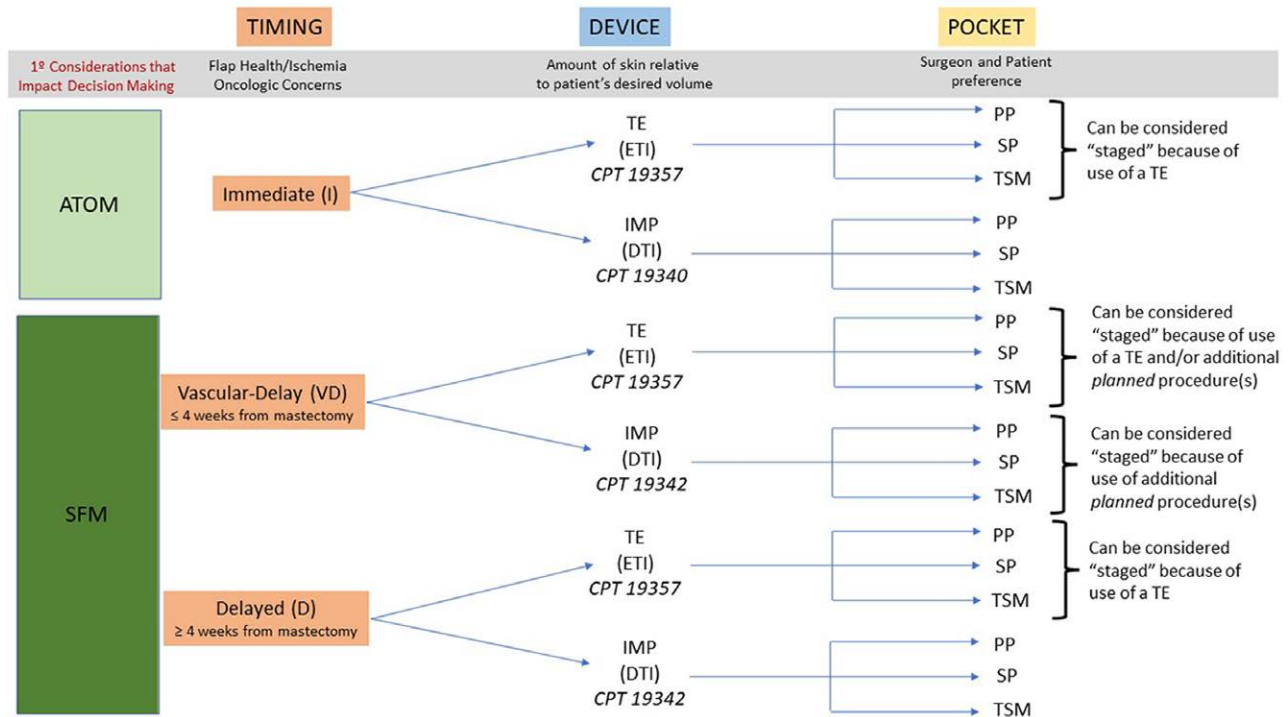 TIMING
DEVICE
POCKET
1º Considerations that
Impact Decision Making
Flap Health/Ischemia
Oncologic Concerns
Amount of skin relative
to patient's desired volume
Surgeon and Patient
preference
ATOM
Immediate (I)
TE
(ETI)
CPT 19357
PP
SP
TSM
Can be considered
"staged" because of
use of a TE
IMP
(DTI)
CPT 19340
PP
SP
TSM
SFM
Vascular-Delay (VD)
≤ 4 weeks from mastectomy
TE
(ETI)
CPT 19357
PP
SP
TSM
Can be considered
"staged" because of use
of a TE and/or additional
planned procedure(s)
IMP
(DTI)
CPT 19342
PP
SP
TSM
Can be considered
"staged" because of
use of additional
planned procedure(s)
Delayed (D)
≥ 4 weeks from mastectomy
TE
(ETI)
CPT 19357
PP
SP
TSM
Can be considered
"staged" because of
use of a TE
IMP
(DTI)
CPT 19342
PP
SP
TSM